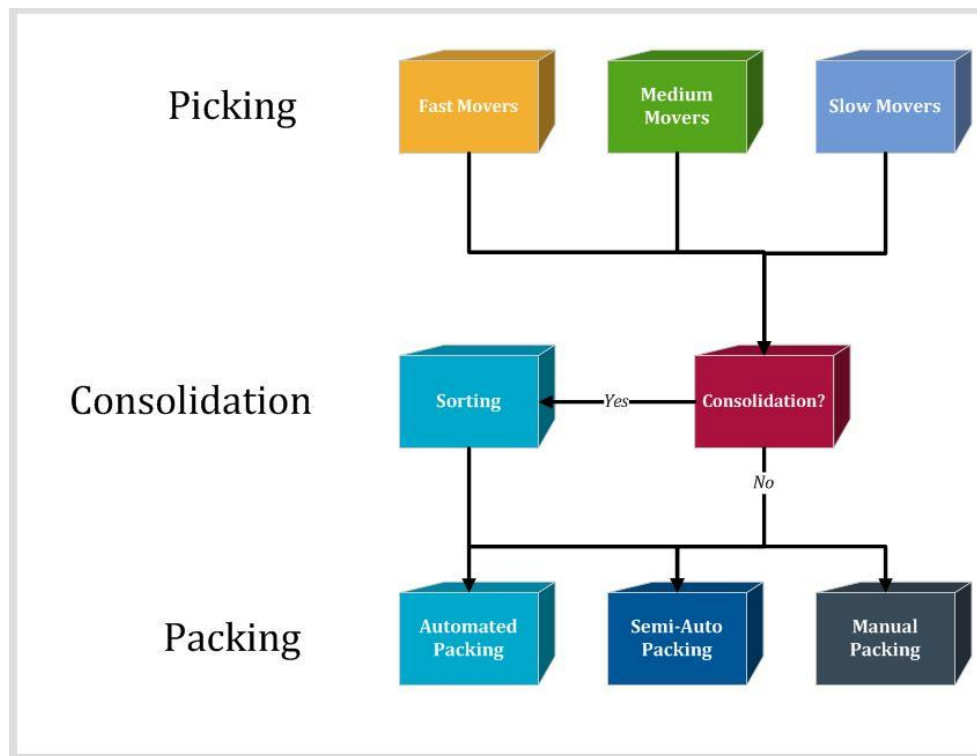 Picking
Fast Movers
Medium
Movers
Slow Movers
Consolidation
Sorting
Yes
Consolidation?
No
Packing
Automated
Packing
Semi-Auto
Packing
Manual
Packing